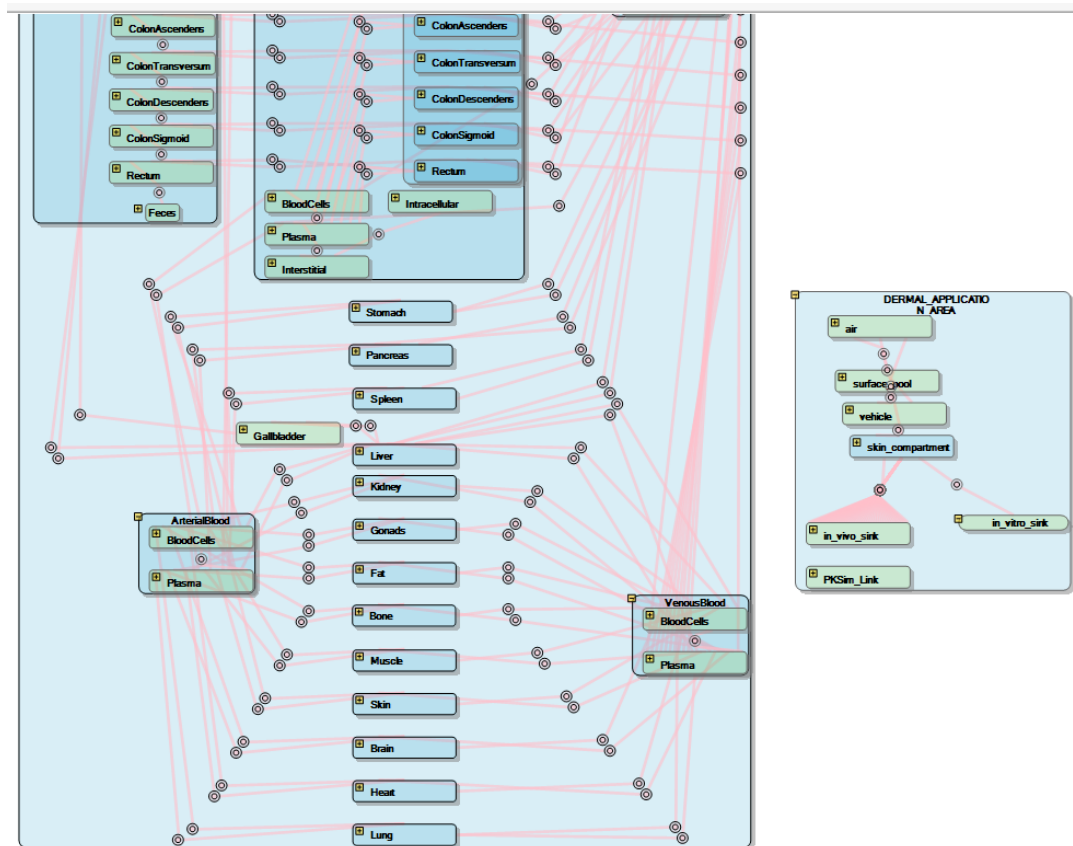 ColonAscenders
ColonTransversum
ColonDescenders
ColonSigmoid
Rectum
Feces
ColonAscenders
ColonTransversum
ColonDescenders
ColonSigmoid
Rectum
BloodCells
Intracellular
Plasma
Interstitial
Stomach
Pancreas
Spleen
Gallbladder
Liver
Kidney
Gonads
Fat
Bone
Muscle
Skin
Brain
Heart
Lung
ArterialBlood
BloodCells
Plasma
VenousBlood
BloodCells
Plasma
DERMAL_APPLICATIO
N_AREA
air
surface_pool
vehicle
skin_compartment
in_vivo_sink
in_vitro_sink
PKSim_Link